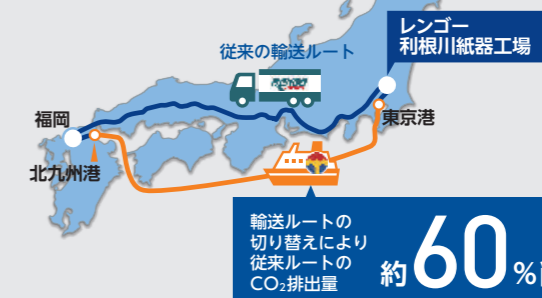 レンゴー
利根川紙器工場
従来の輸送ルート
福岡
東京港
北九州港
輸送ルートの
切り替えにより
従来ルートの
CO₂排出量
約60%